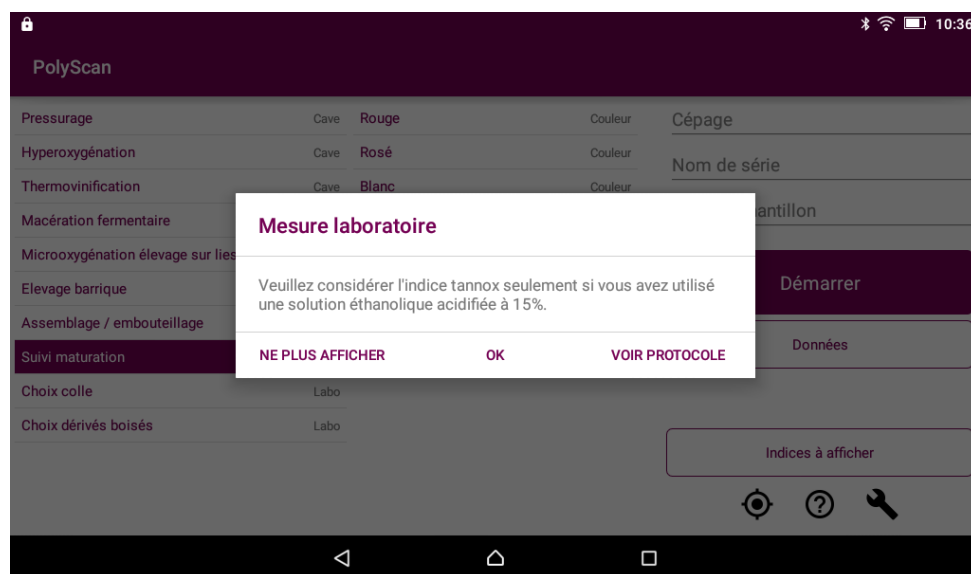 10:36
PolyScan
Pressurage Cave
Hyperoxygénation Cave
Thermovinification Cave
Macération fermentaire
Microoxygénation élevage sur lies
Elevage barrique
Assemblage / embouteillage
Suivi maturation
Choix colle Labo
Choix dérivés boisés Labo
Rouge Couleur
Rosé Couleur
Blanc Couleur
Cépage
Nom de série
Démarrer
Données
Indices à afficher
Mesure laboratoire
Veuillez considérer l'indice tannox seulement si vous avez utilisé
une solution éthanolique acidifiée à 15%.
NE PLUS AFFICHER OK VOIR PROTOCOLE